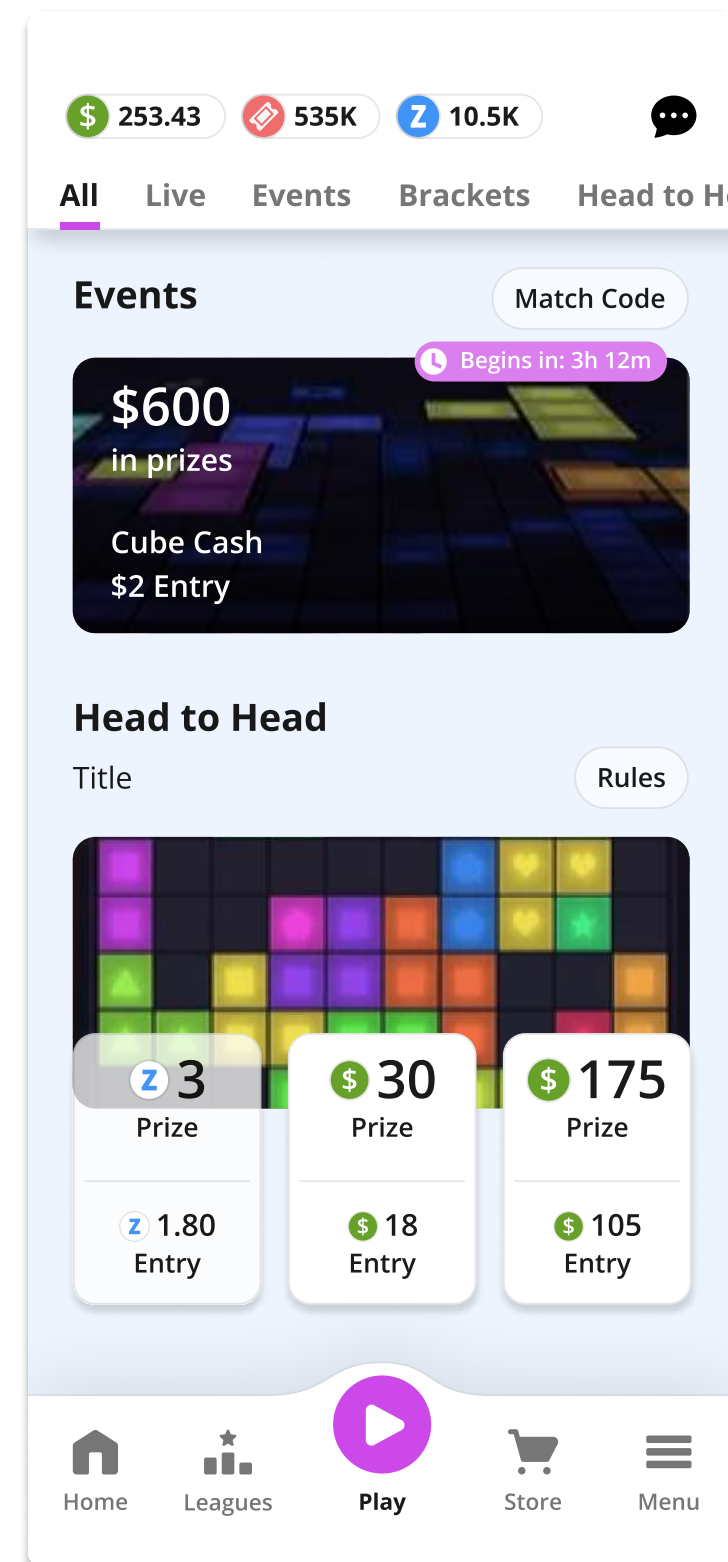 $ 253.43 535K Z 10.5K
All Live Events Brackets Head to H
Events
Match Code
Begins in: 3h 12m
$600
in prizes
Cube Cash
$2 Entry
Head to Head
Title
Rules
Z 3 $ 30 $ 175
Prize Prize Prize
Z 1.80 $ 18 $ 105
Entry Entry Entry
Home Leagues Play Store Menu